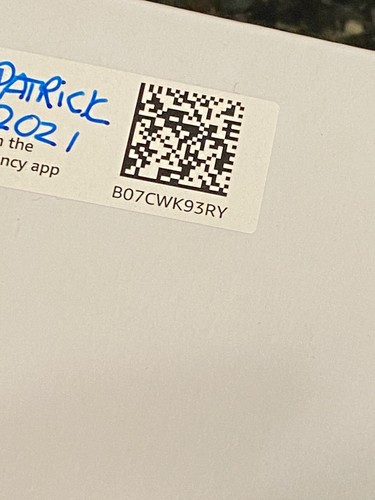 PATRICK
2021
n the
ncy app
B07CWK93RY